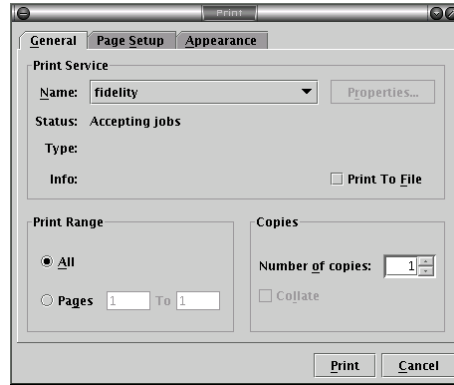 Print
General Page Setup Appearance
Print Service
Name: fidelity Properties...
Status: Accepting jobs
Type:
Info: Print To File
Print Range Copies
All Number of copies: 1
Pages 1 To 1 Collate
Print Cancel